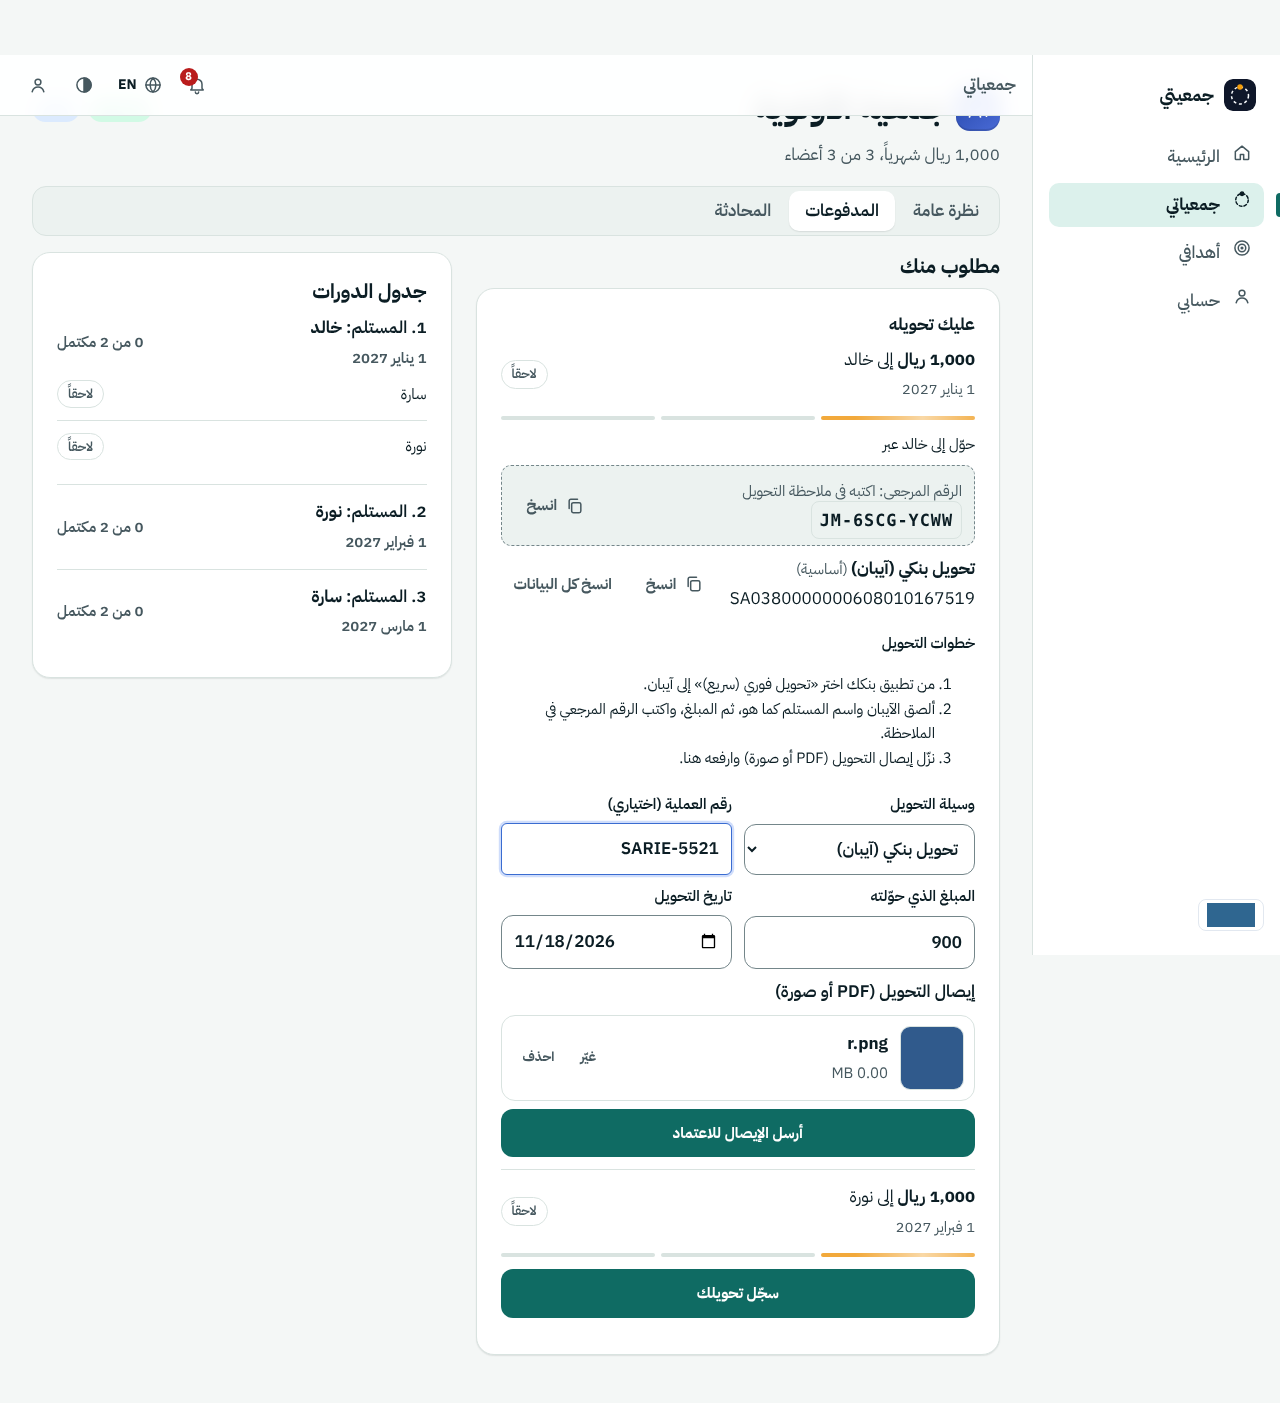 جمعيتي
الرئيسية
جمعياتي
أهدافي
حسابي
جمعياتي
8
EN
1,000 ريال شهرياً، 3 من 3 أعضاء
نظرة عامة
المدفوعات
المحادثة
مطلوب منك
عليك تحويله
1,000 ريال إلى خالد
1 يناير 2027
لاحقاً
حوّل إلى خالد عبر
الرقم المرجعي: اكتبه في ملاحظة التحويل
JM-6SCG-YCWW
انسخ
تحويل بنكي (آيبان) (أساسية)
SA0380000000608010167519
انسخ
انسخ كل البيانات
خطوات التحويل
1. من تطبيق بنكك اختر «تحويل فوري (سريع)» إلى آيبان.
2. ألصق الآيبان واسم المستلم كما هو، ثم المبلغ، واكتب الرقم المرجعي في
الملاحظة.
3. نزّل إيصال التحويل (PDF أو صورة) وارفعه هنا.
وسيلة التحويل
تحويل بنكي (آيبان)
رقم العملية (اختياري)
SARIE-5521
المبلغ الذي حوّلته
900
تاريخ التحويل
11/18/2026
إيصال التحويل (PDF أو صورة)
r.png
0.00 MB
غيّر
احذف
أرسل الإيصال للاعتماد
1,000 ريال إلى نورة
1 فبراير 2027
لاحقاً
سجّل تحويلك
جدول الدورات
1. المستلم: خالد
1 يناير 2027
0 من 2 مكتمل
سارة
لاحقاً
نورة
لاحقاً
2. المستلم: نورة
1 فبراير 2027
0 من 2 مكتمل
3. المستلم: سارة
1 مارس 2027
0 من 2 مكتمل